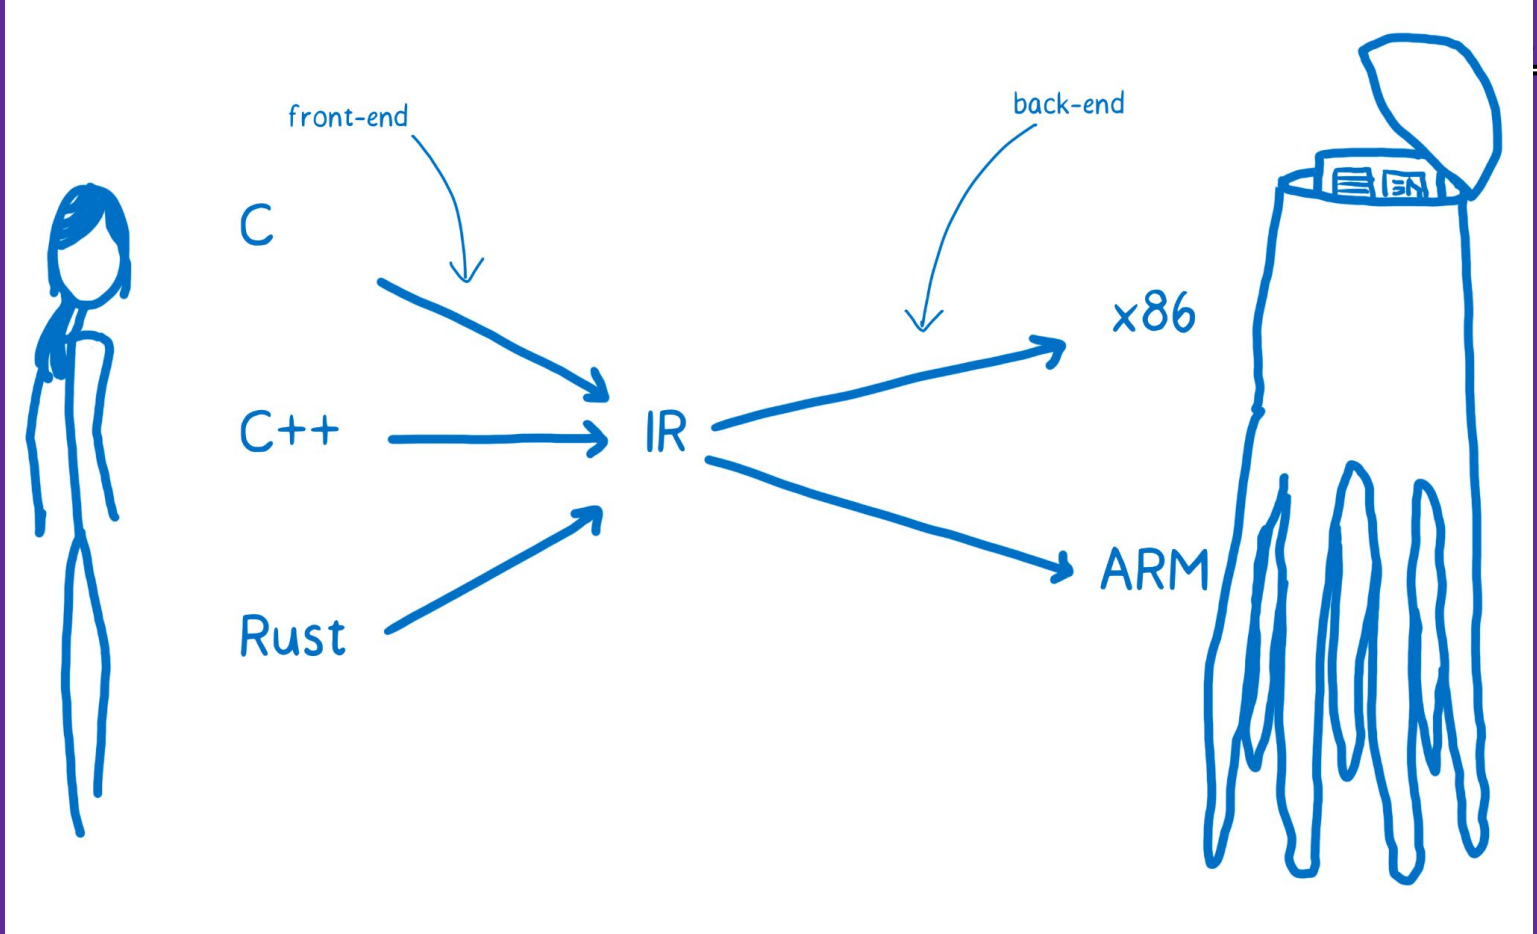 front-end
back-end
C
x86
C++
IR
ARM
Rust